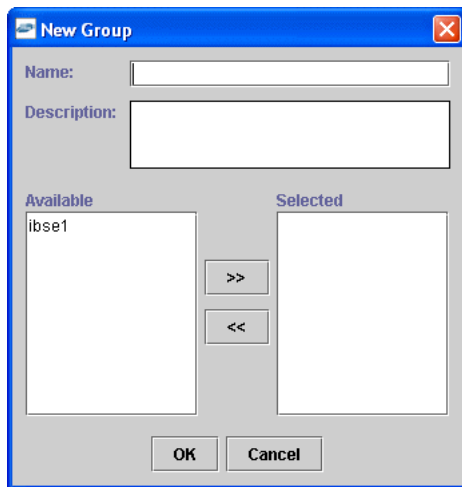 New Group
Name:
Description:
Available Selected
ibse1
>>
<<
OK Cancel